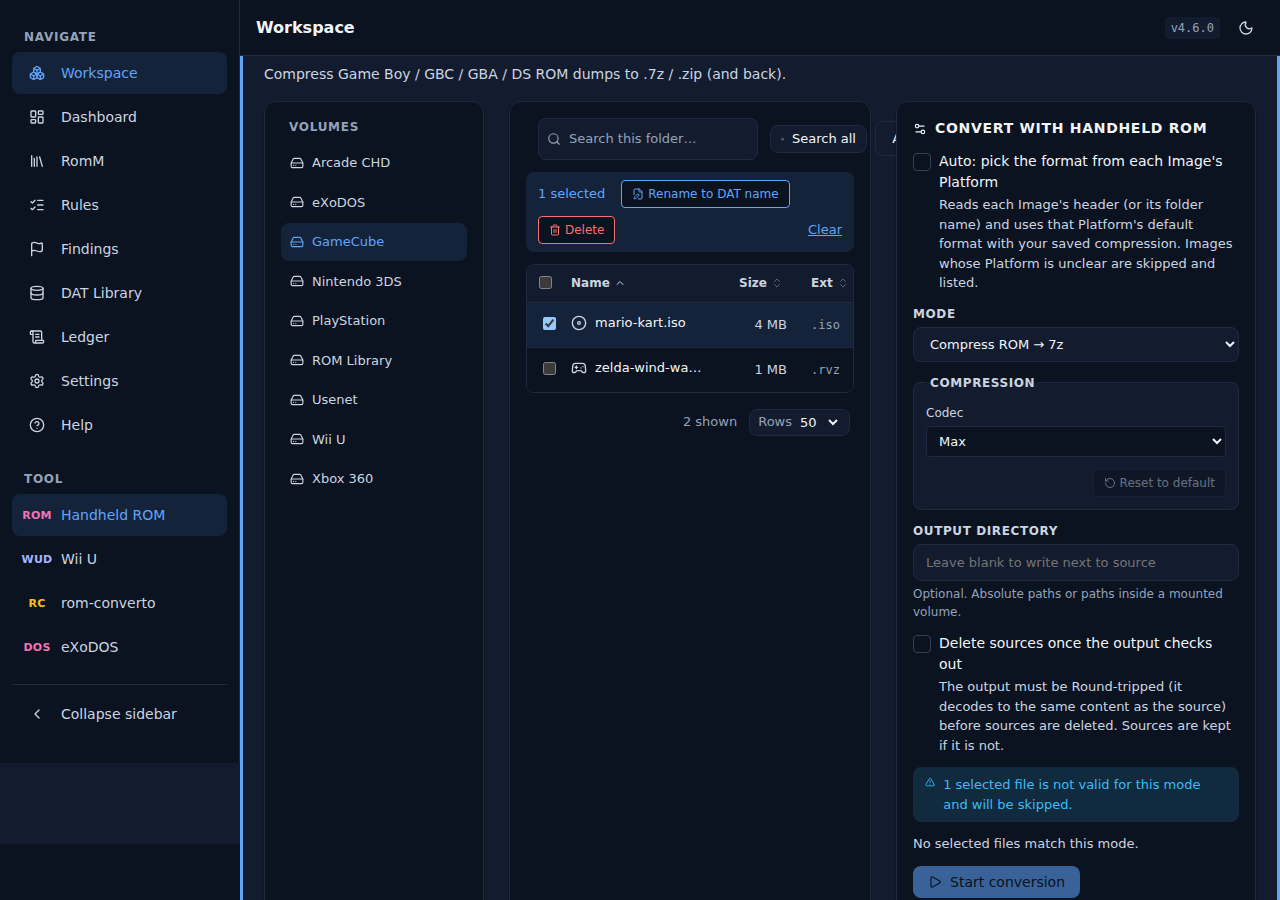 NAVIGATE
Workspace
Dashboard
RomM
Rules
Findings
DAT Library
Ledger
Settings
Help
TOOL
ROM Handheld ROM
WUD Wii U
RC rom-converto
DOS eXoDOS
Collapse sidebar
Workspace
v4.6.0
Compress Game Boy / GBC / GBA / DS ROM dumps to .7z / .zip (and back).
VOLUMES
Arcade CHD
eXoDOS
GameCube
Nintendo 3DS
PlayStation
ROM Library
Usenet
Wii U
Xbox 360
Search this folder…
Search all
1 selected
Rename to DAT name
Delete
Clear
Name Size Ext
mario-kart.iso 4 MB .iso
zelda-wind-wa… 1 MB .rvz
2 shown Rows 50
CONVERT WITH HANDHELD ROM
Auto: pick the format from each Image's
Platform
Reads each Image's header (or its folder
name) and uses that Platform's default
format with your saved compression. Images
whose Platform is unclear are skipped and
listed.
MODE
Compress ROM → 7z
COMPRESSION
Codec
Max
Reset to default
OUTPUT DIRECTORY
Leave blank to write next to source
Optional. Absolute paths or paths inside a mounted
volume.
Delete sources once the output checks
out
The output must be Round-tripped (it
decodes to the same content as the source)
before sources are deleted. Sources are kept
if it is not.
1 selected file is not valid for this mode
and will be skipped.
No selected files match this mode.
Start conversion